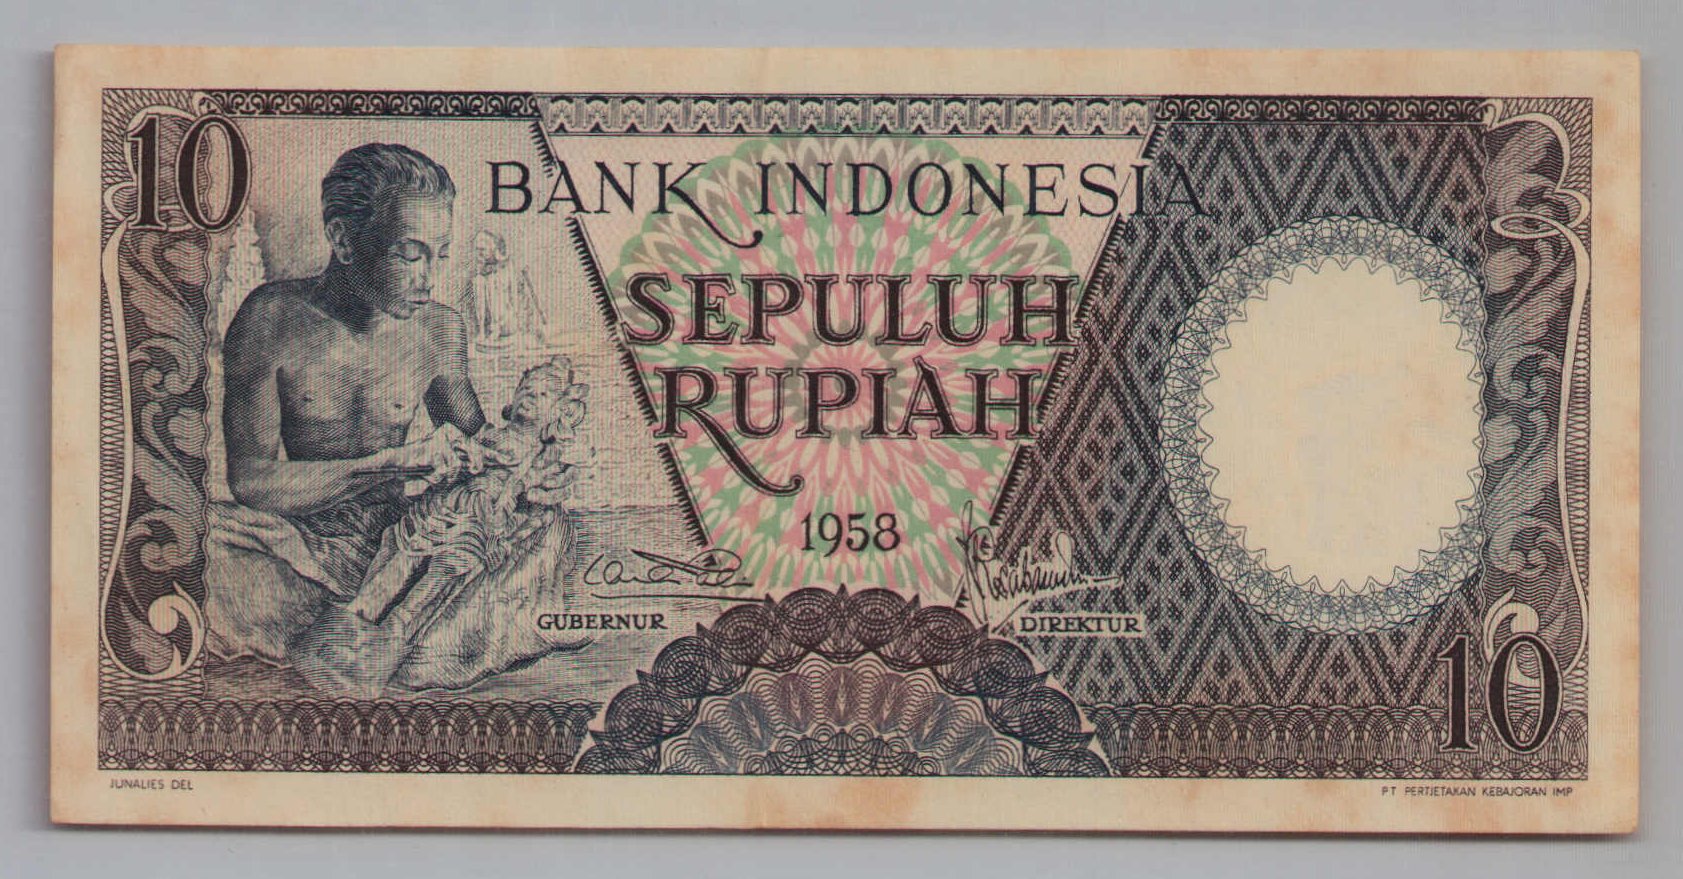 10
BANK INDONESIA
SEPULUH
RUPIAH
1958
GUBERNUR
DIREKTUR
10
JUNALIES DEL
PT PERTJETAKAN KEBAJORAN IMP